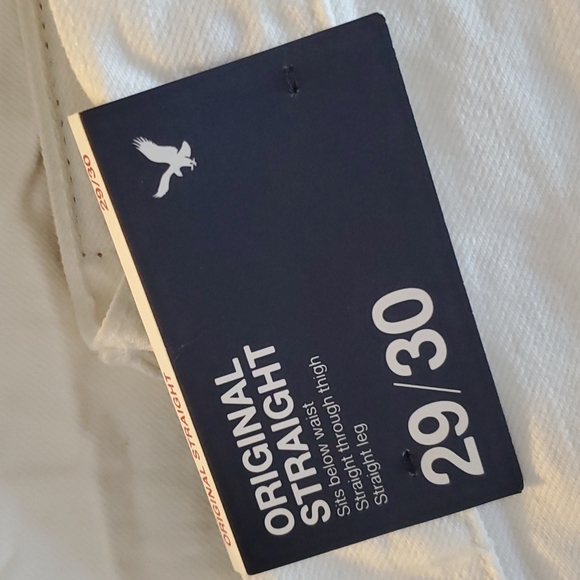 ORIGINAL
STRAIGHT
Sits below waist
Straight through thigh
Straight leg
29/30
ORIGINAL STRAIGHT
29/30